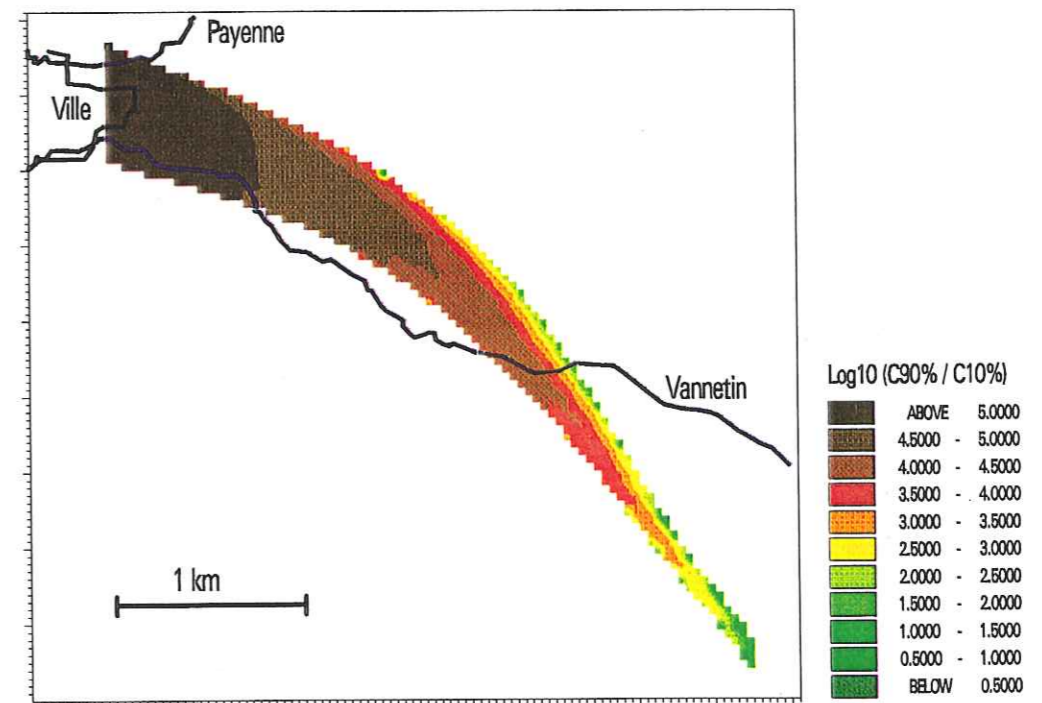 Payenne
Ville
Vannetin
1 km
Log10 (C90% / C10%)
ABOVE 5.0000
4.5000 - 5.0000
4.0000 - 4.5000
3.5000 - 4.0000
3.0000 - 3.5000
2.5000 - 3.0000
2.0000 - 2.5000
1.5000 - 2.0000
1.0000 - 1.5000
0.5000 - 1.0000
BELOW 0.5000